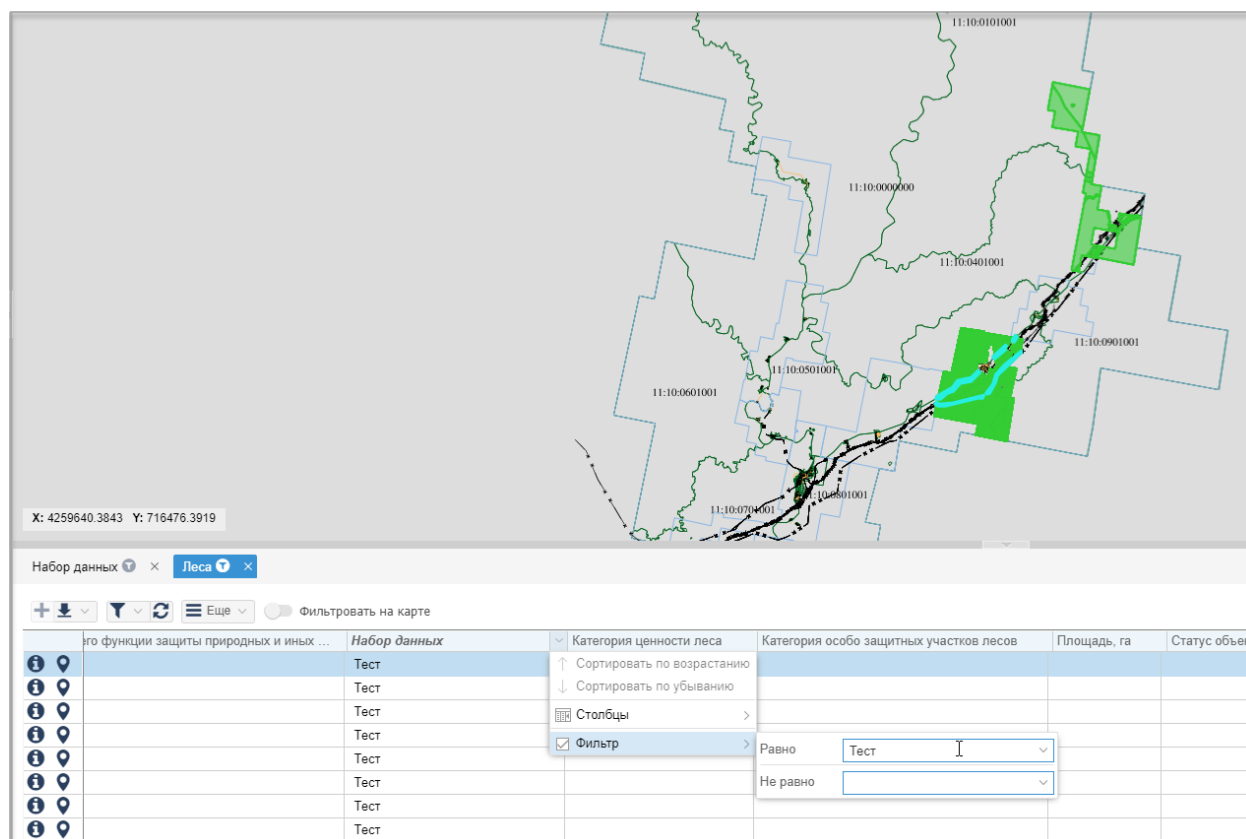 11:10:0101001
11:10:0000000
11:10:0401001
11:10:0901001
11:10:0501001
11:10:0601001
11:10:0801001
11:10:0701001
X: 4259640.3843 Y: 716476.3919
Набор данных
Леса
Еще
Фильтровать на карте
его функции защиты природных и иных ... Набор данных Категория ценности леса Категория особо защитных участков лесов Площадь, га Статус объек
Тест
Сортировать по возрастанию
Тест
Сортировать по убыванию
Тест
Столбцы
Тест
Фильтр
Равно Тест
Тест
Не равно
Тест
Тест
Тест